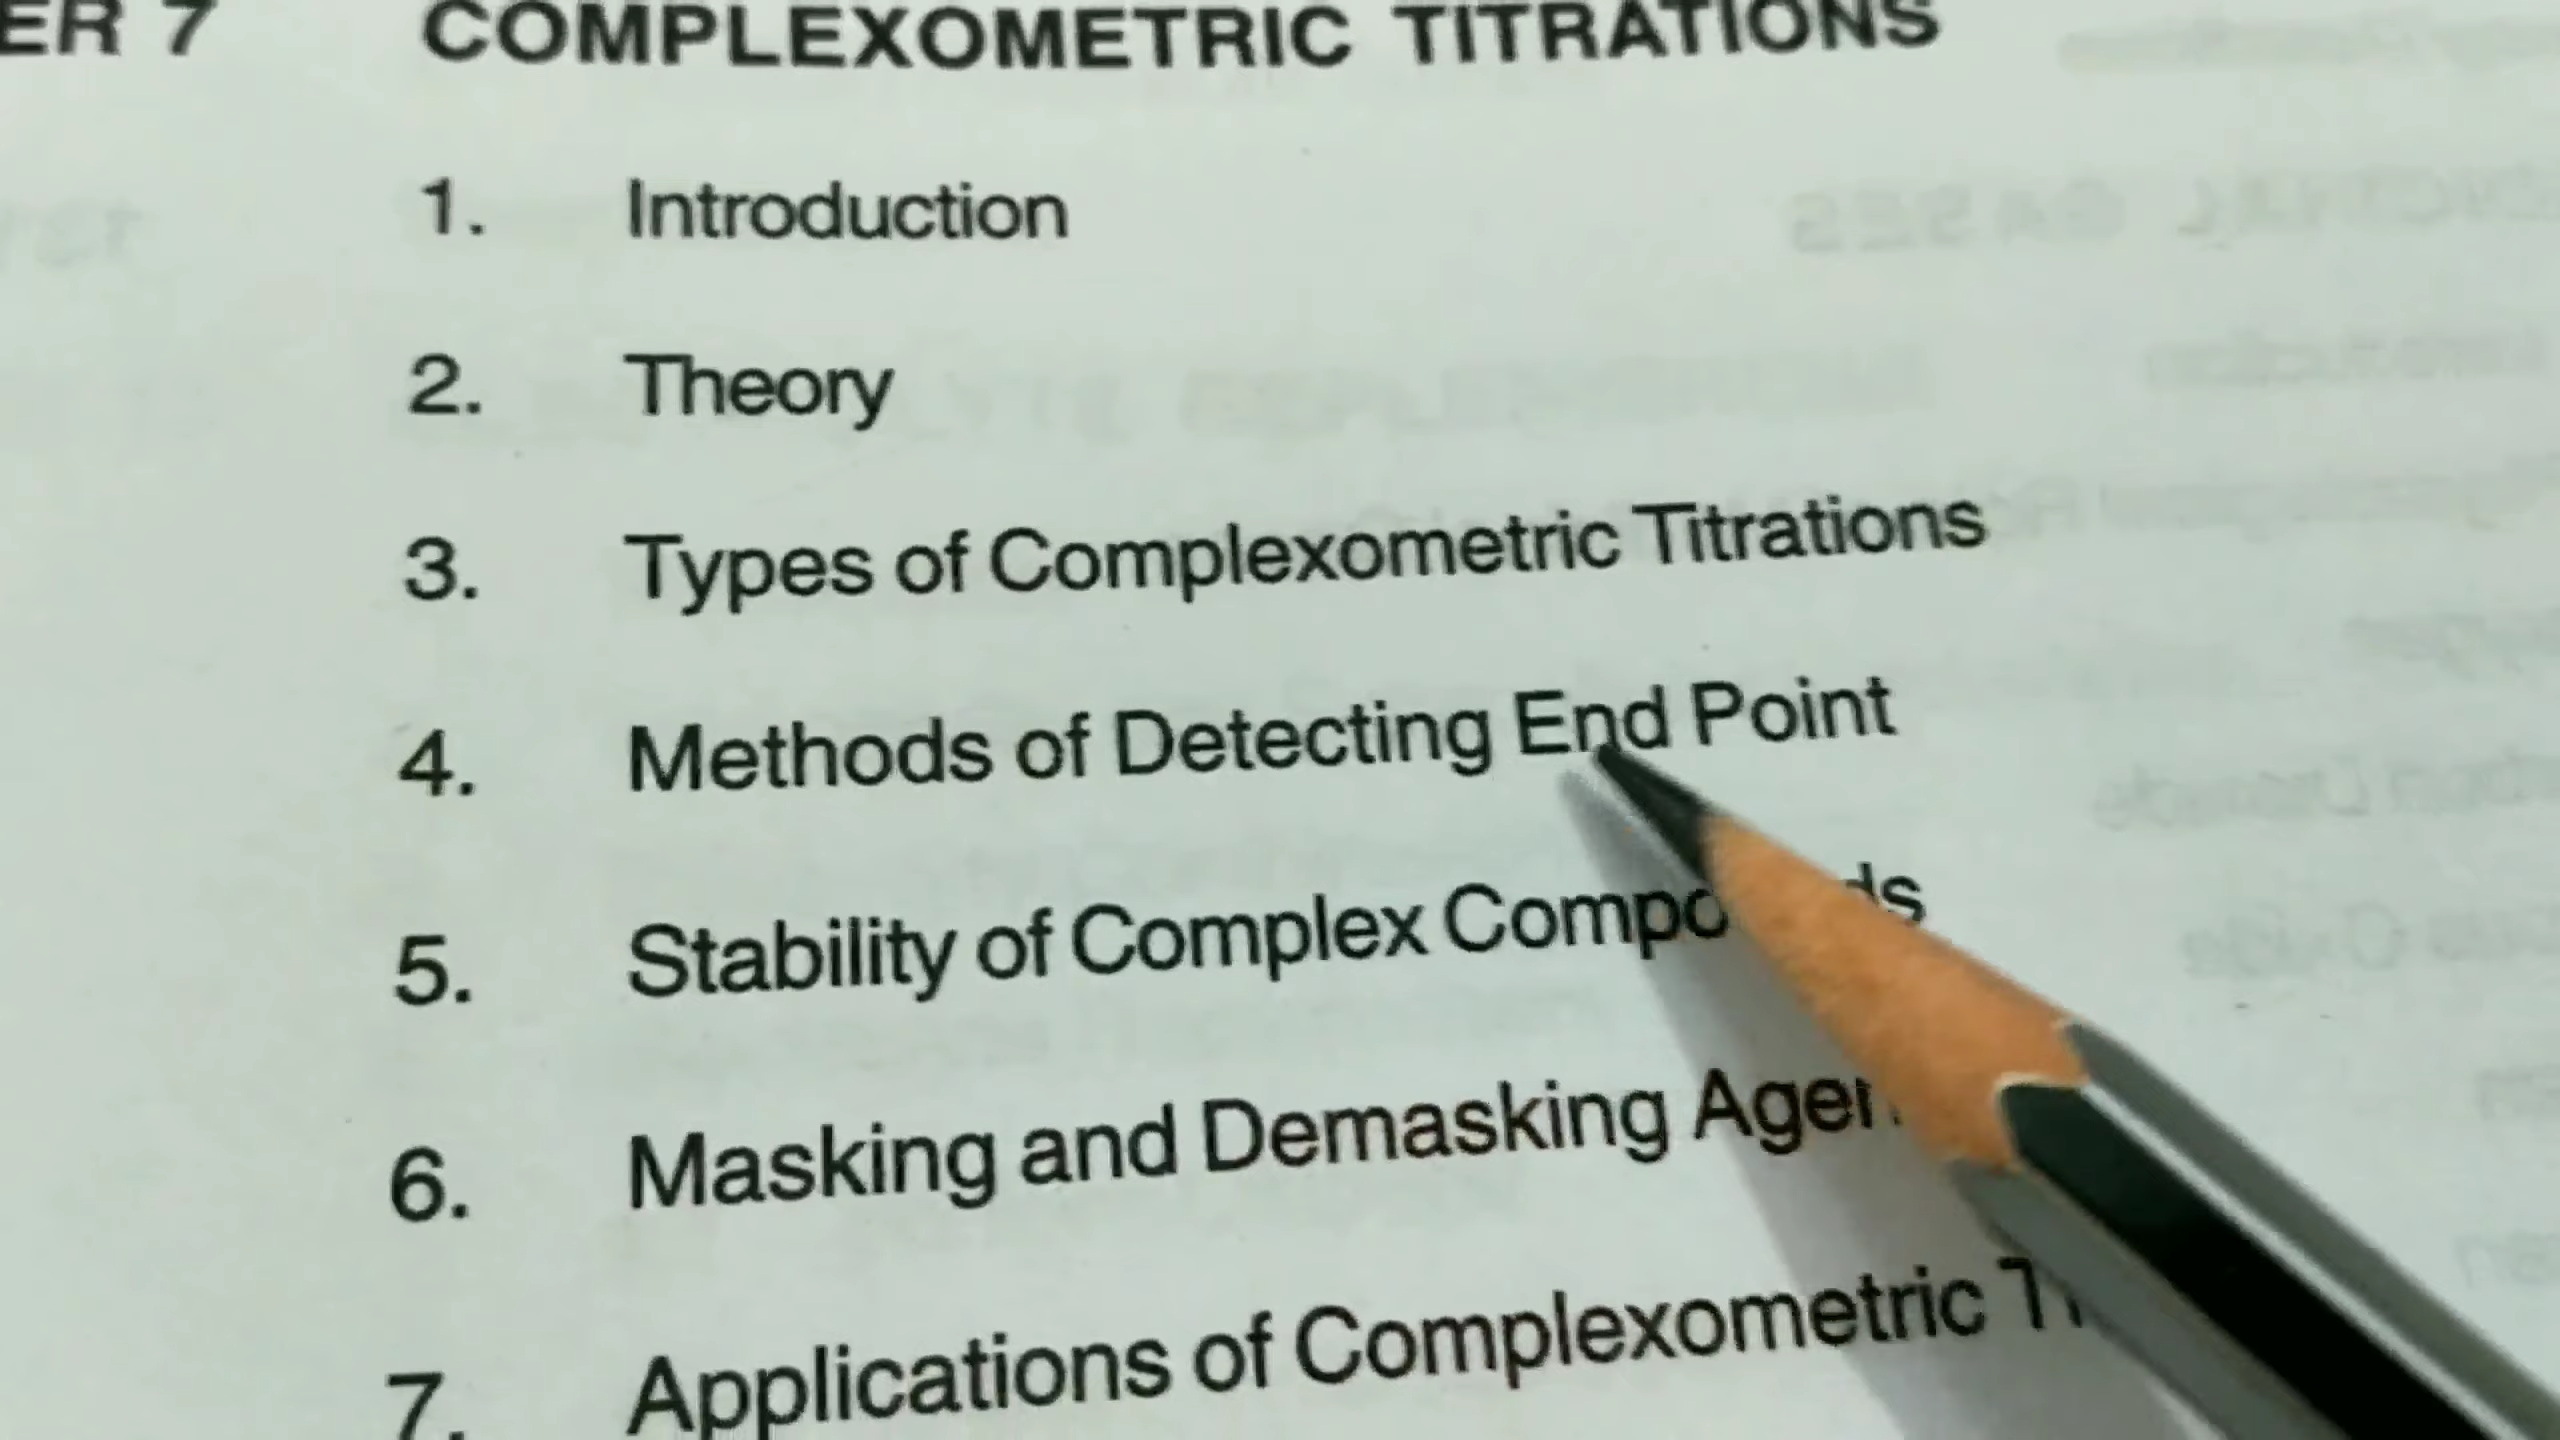 ER 7 COMPLEXOMETRIC TITRATIONS
1. Introduction
2. Theory
3. Types of Complexometric Titrations
4. Methods of Detecting End Point
5. Stability of Complex
6. Masking and Demasking
7. Applications of Complexometric